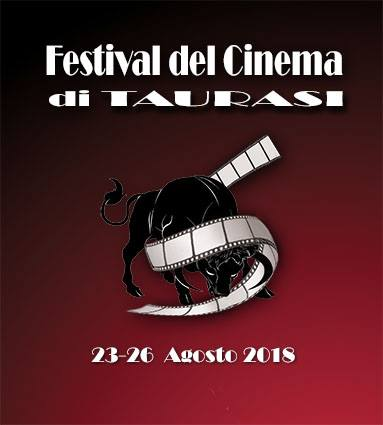 Festival del Cinema
di TAURASI
23-26 Agosto 2018